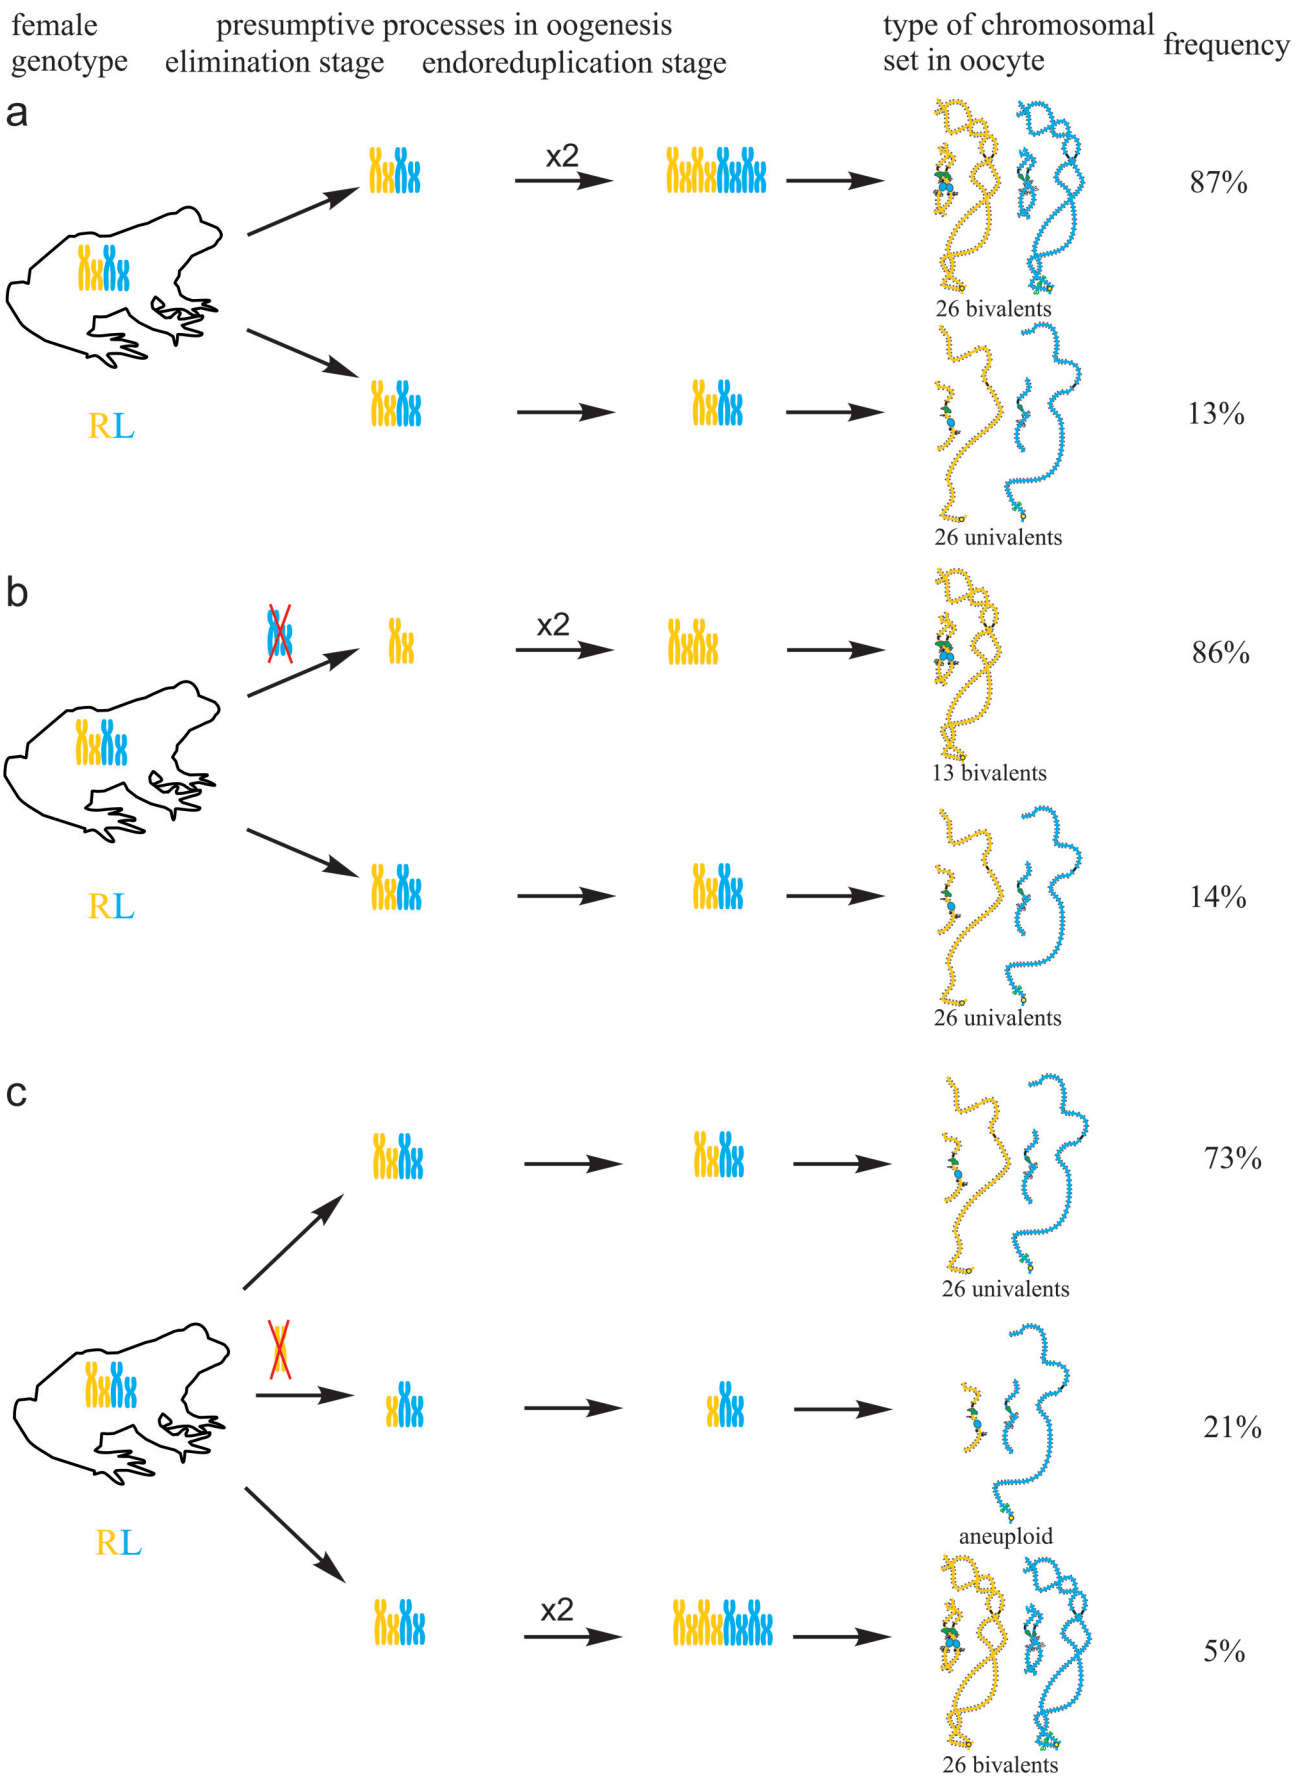 female genotype
presumptive processes in oogenesis
elimination stage
endoreduplication stage
type of chromosomal set in oocyte
frequency
a
x2
26 bivalents
87%
RL
26 univalents
13%
b
x2
13 bivalents
86%
RL
26 univalents
14%
c
26 univalents
73%
aneuploid
21%
RL
x2
26 bivalents
5%